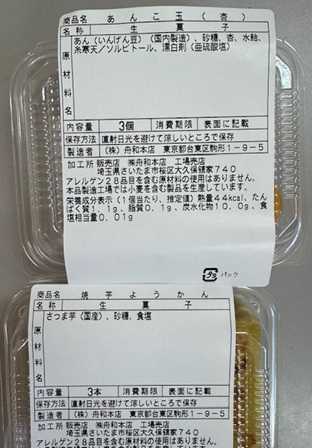 商品名 あんこ玉(杏)
名称 生菓子
原材料名 あん(いんげん豆)(国内製造)、砂糖、杏、水飴、
糸寒天/ソルビトール、漂白剤(亜硫酸塩)
内容量 3個 消費期限 表面に記載
保存方法 直射日光を避けて涼しいところで保存
製造者 (株)舟和本店 東京都台東区駒形1-9-5
加工所 販売店 ㈱舟和本店 工場売店
埼玉県さいたま市桜区大久保領家740
アレルゲン28品目を含む原材料の使用はありません。
本品製造工場では小麦を含む製品を生産しています。
栄養成分表示(1個当たり、推定値)熱量44kcal、たん
ぱく質1.1g、脂質0.1g、炭水化物10.0g、食
塩相当量0.01g
プラ パック
商品名 焼芋ようかん
名称 生菓子
原材料名 さつま芋(国産)、砂糖、食塩
内容量 3本 消費期限 表面に記載
保存方法 直射日光を避けて涼しいところで保存
製造者 (株)舟和本店 東京都台東区駒形1-9-5
加工所 販売店 ㈱舟和本店 工場売店
埼玉県さいたま市桜区大久保領家740
アレルゲン28品目を含む原材料の使用はありません。